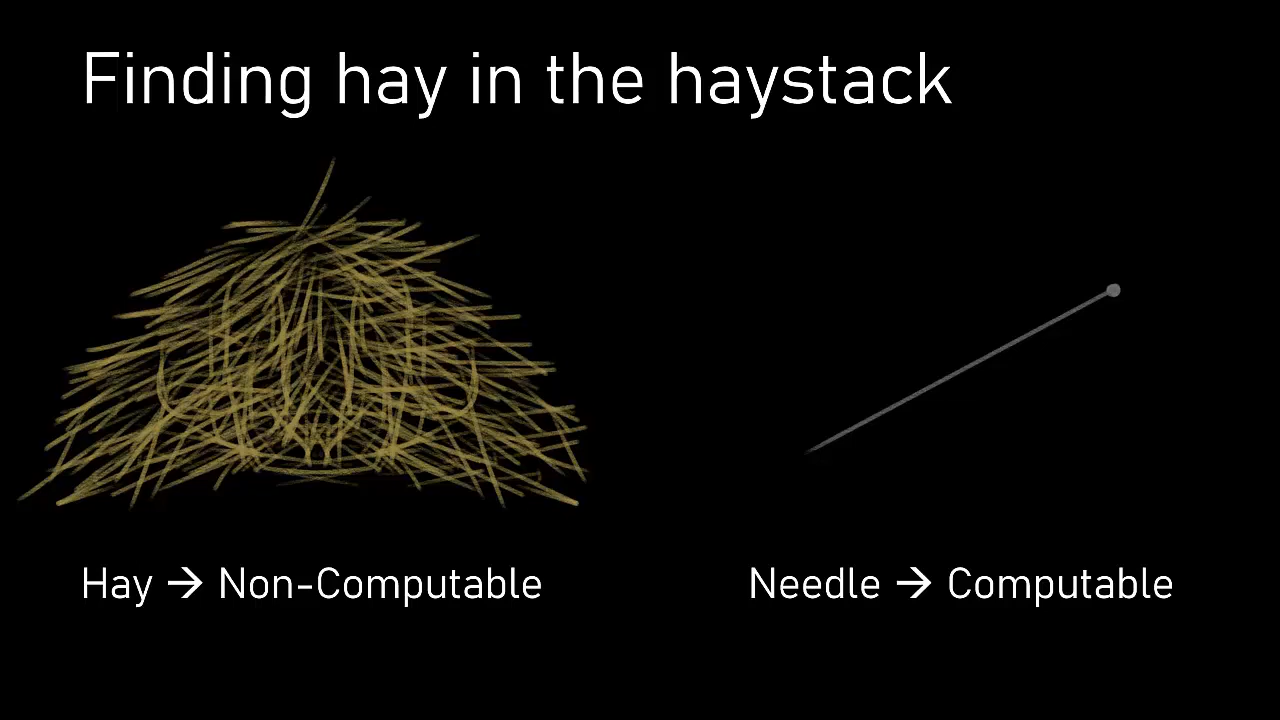 Finding hay in the haystack
Hay → Non-Computable
Needle → Computable